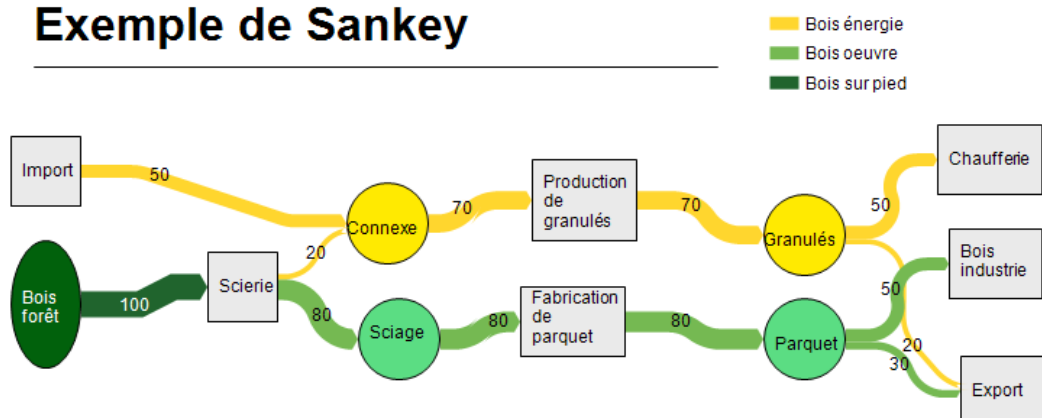 Exemple de Sankey
Bois énergie
Bois oeuvre
Bois sur pied
Import
50
Connexe
70
Production
de
granulés
70
Granulés
50
Chaufferie
Bois
forêt
100
Scierie
20
80
Sciage
80
Fabrication
de
parquet
80
Parquet
50
Bois
industrie
20
30
Export